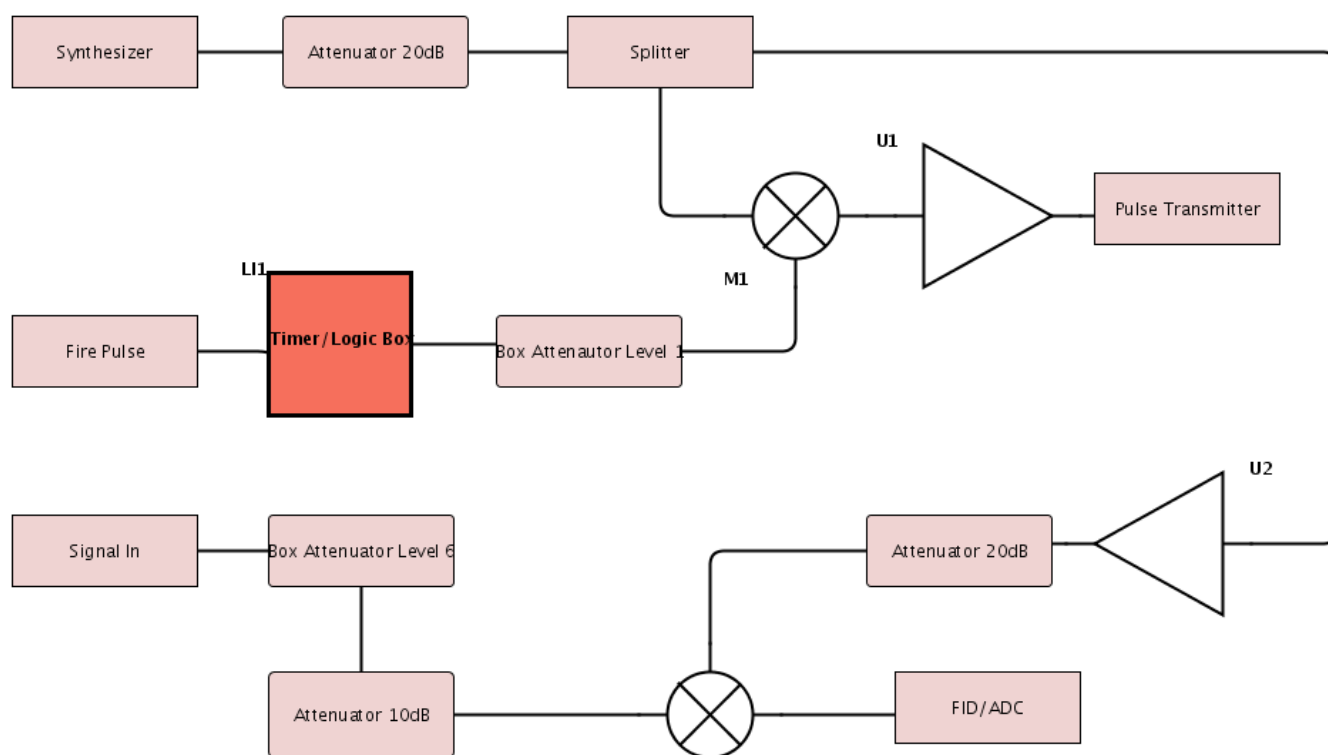 Synthesizer
Attenuator 20dB
Splitter
U1
Pulse Transmitter
LI1
M1
Fire Pulse
Timer/Logic Box
Box Attenautor Level 1
U2
Signal In
Box Attenuator Level 6
Attenuator 20dB
Attenuator 10dB
FID/ADC